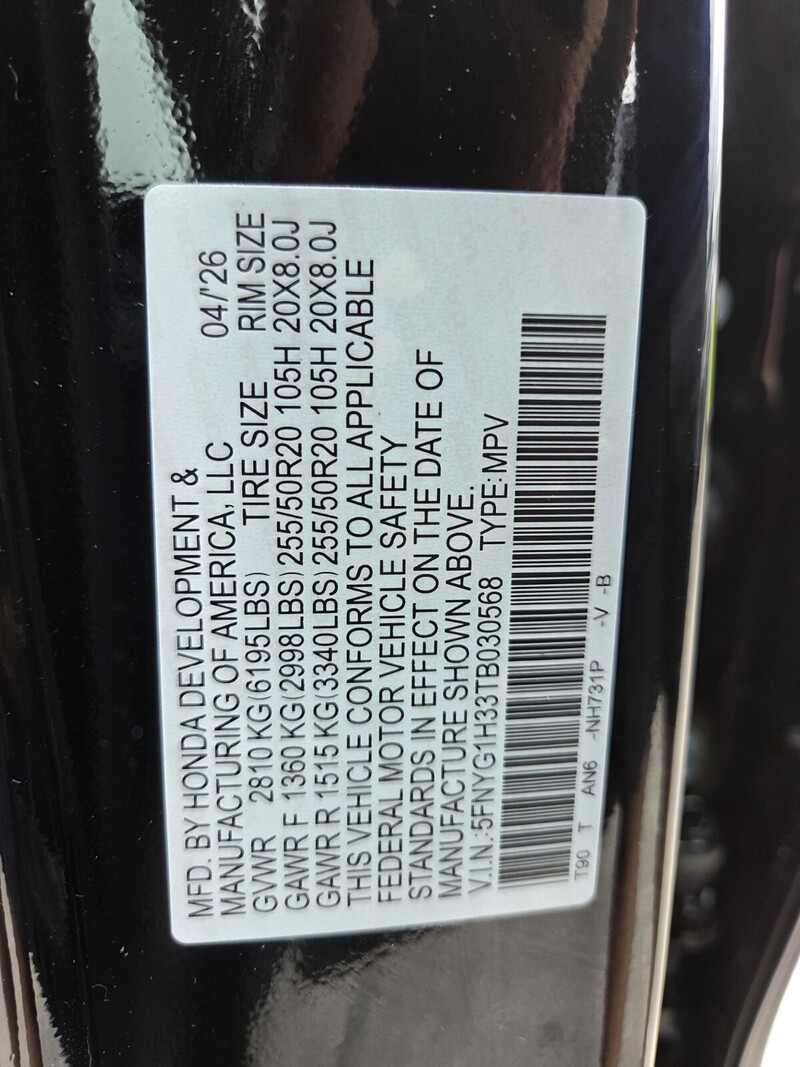 MFD. BY HONDA DEVELOPMENT &
MANUFACTURING OF AMERICA, LLC 04/'26
GVWR 2810 KG(6195LBS) TIRE SIZE RIM SIZE
GAWR F 1360 KG(2998LBS) 255/50R20 105H 20X8.0J
GAWR R 1515 KG(3340LBS) 255/50R20 105H 20X8.0J
THIS VEHICLE CONFORMS TO ALL APPLICABLE
FEDERAL MOTOR VEHICLE SAFETY
STANDARDS IN EFFECT ON THE DATE OF
MANUFACTURE SHOWN ABOVE.
V.I.N.:5FNYG1H33TB030568 TYPE:MPV
T90 T AN6 -NH731P -V -B